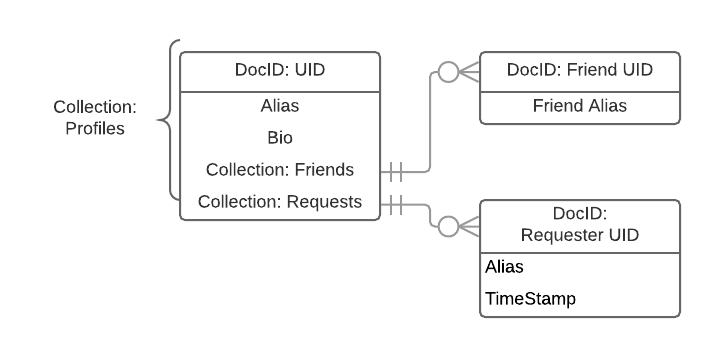 Collection:
Profiles
DocID: UID
Alias
Bio
Collection: Friends
Collection: Requests
DocID: Friend UID
Friend Alias
DocID:
Requester UID
Alias
TimeStamp